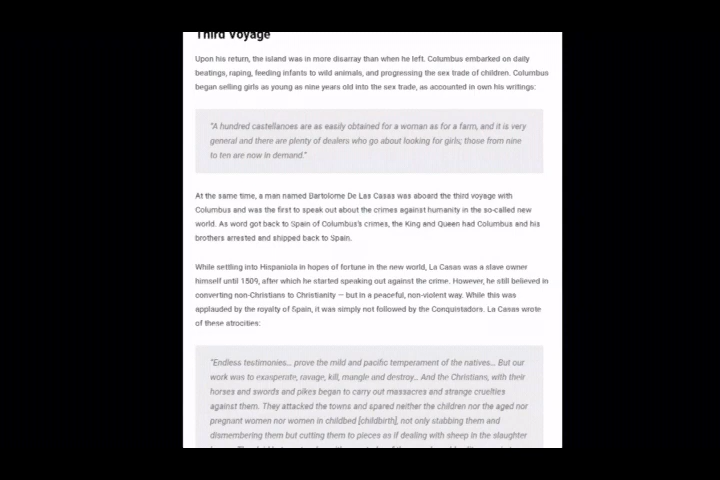 Third Voyage
Upon his return, the island was in more disarray than when he left. Columbus embarked on daily
beatings, raping, feeding infants to wild animals, and progressing the sex trade of children. Columbus
began selling girls as young as nine years old into the sex trade, as accounted in own his writings:
"A hundred castellanoes are as easily obtained for a woman as for a farm, and it is very
general and there are plenty of dealers who go about looking for girls; those from nine
to ten are now in demand."
At the same time, a man named Bartolome De Las Casas was aboard the third voyage with
Columbus and was the first to speak out about the crimes against humanity in the so-called new
world. As word got back to Spain of Columbus's crimes, the King and Queen had Columbus and his
brothers arrested and shipped back to Spain.
While settling into Hispaniola in hopes of fortune in the new world, La Casas was a slave owner
himself until 1509, after which he started speaking out against the crime. However, he still believed in
converting non-Christians to Christianity — but in a peaceful, non-violent way. While this was
applauded by the royalty of Spain, it was simply not followed by the Conquistadors. La Casas wrote
of these atrocities:
"Endless testimonies... prove the mild and pacific temperament of the natives... But our
work was to exasperate, ravage, kill, mangle and destroy... And the Christians, with their
horses and swords and pikes began to carry out massacres and strange cruelties
against them. They attacked the towns and spared neither the children nor the aged nor
pregnant women nor women in childbed [childbirth], not only stabbing them and
dismembering them but cutting them to pieces as if dealing with sheep in the slaughter